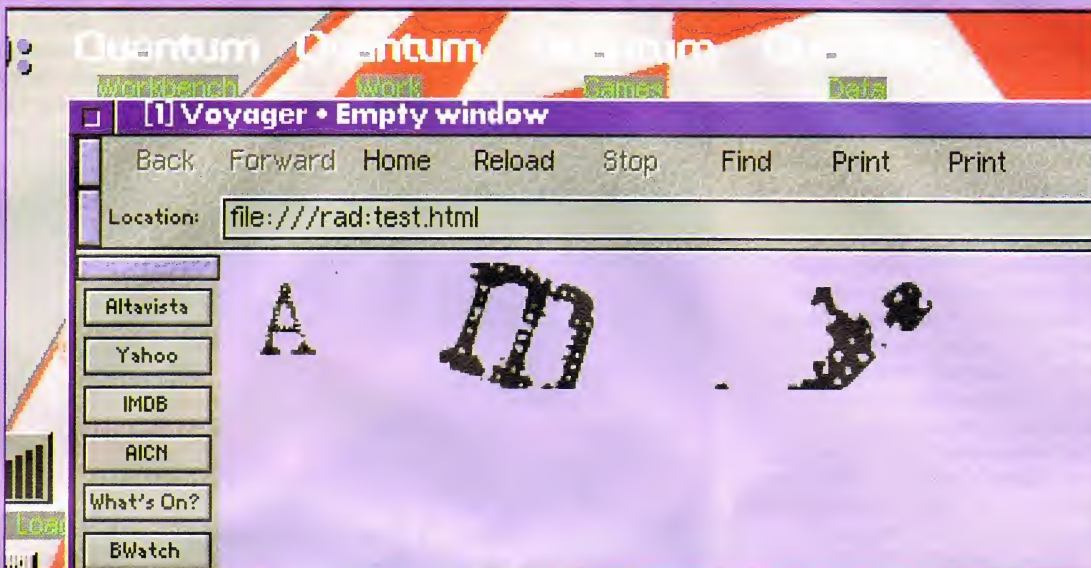 Quantum Quantum
Workbench Work Games Data
[1] Voyager • Empty window
Back Forward Home Reload Stop Find Print Print
Location: file:///rad:test.html
Altavista
Yahoo
IMDB
AICN
What's On?
BWatch
A m